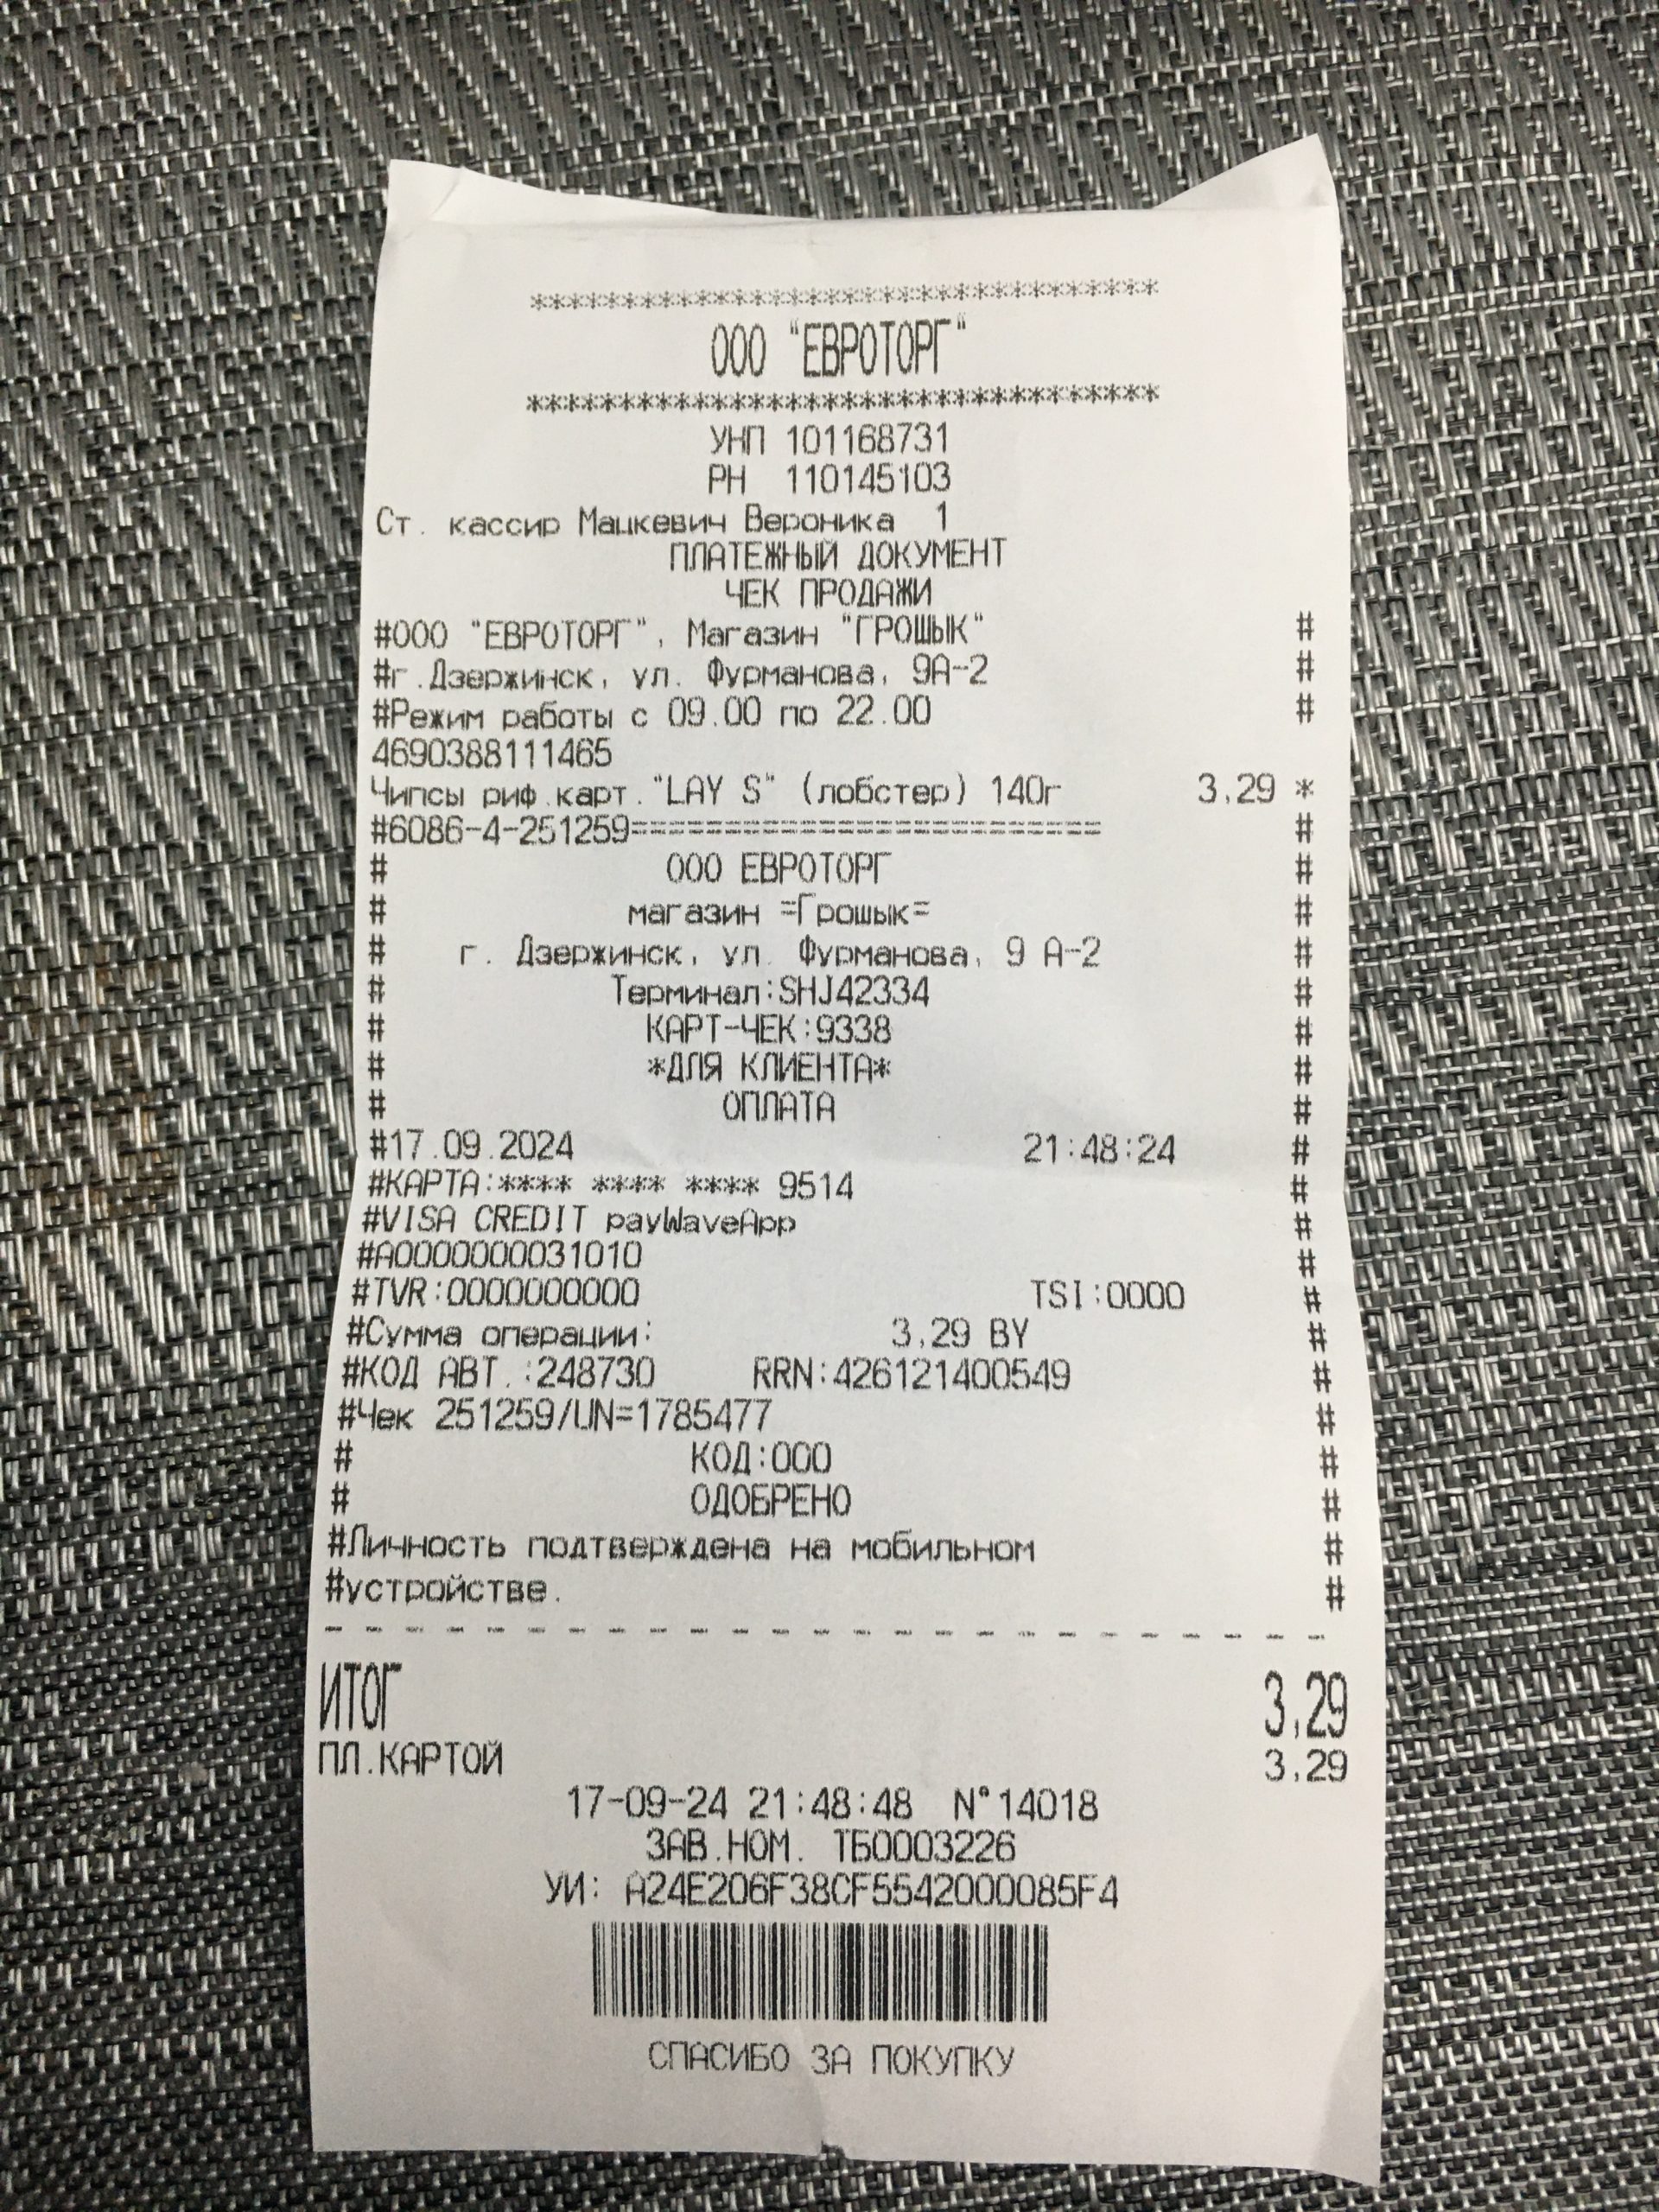 **********************************
ООО "ЕВРОТОРГ"
**********************************
УНП 101168731
РН 110145103
Ст. кассир Мацкевич Вероника 1
ПЛАТЕЖНЫЙ ДОКУМЕНТ
ЧЕК ПРОДАЖИ
#ООО "ЕВРОТОРГ", Магазин "ГРОШЫК" #
#г.Дзержинск, ул. Фурманова, 9А-2 #
#Режим работы с 09.00 по 22.00 #
4690388111465
Чипсы риф.карт."LAY S" (лобстер) 140г 3,29 *
#6086-4-251259========================== #
# ООО ЕВРОТОРГ #
# магазин =Грошык= #
# г. Дзержинск, ул. Фурманова, 9 А-2 #
# Терминал:SHJ42334 #
# КАРТ-ЧЕК:9338 #
# *ДЛЯ КЛИЕНТА* #
# ОПЛАТА #
#17.09.2024 21:48:24 #
#КАРТА:**** **** **** 9514 #
#VISA CREDIT payWaveApp #
#A0000000031010 #
#TVR:0000000000 TSI:0000 #
#Сумма операции: 3,29 BY #
#КОД АВТ.:248730 RRN:426121400549 #
#Чек 251259/UN=1785477 #
# КОД:000 #
# ОДОБРЕНО #
#Личность подтверждена на мобильном #
#устройстве. #
- - - - - - - - - - - - - - - - - - - - - - - - -
ИТОГ 3,29
ПЛ.КАРТОЙ 3,29
17-09-24 21:48:48 N°14018
ЗАВ.НОМ. ТБ0003226
УИ: A24E206F38CF5542000085F4
СПАСИБО ЗА ПОКУПКУ